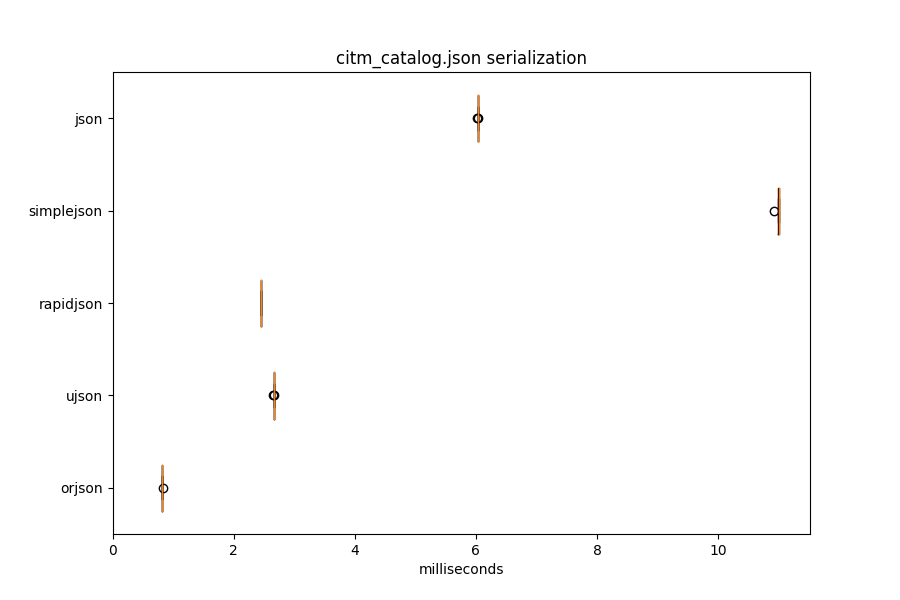 citm_catalog.json serialization
json
simplejson
rapidjson
ujson
orjson
0 2 4 6 8 10
milliseconds